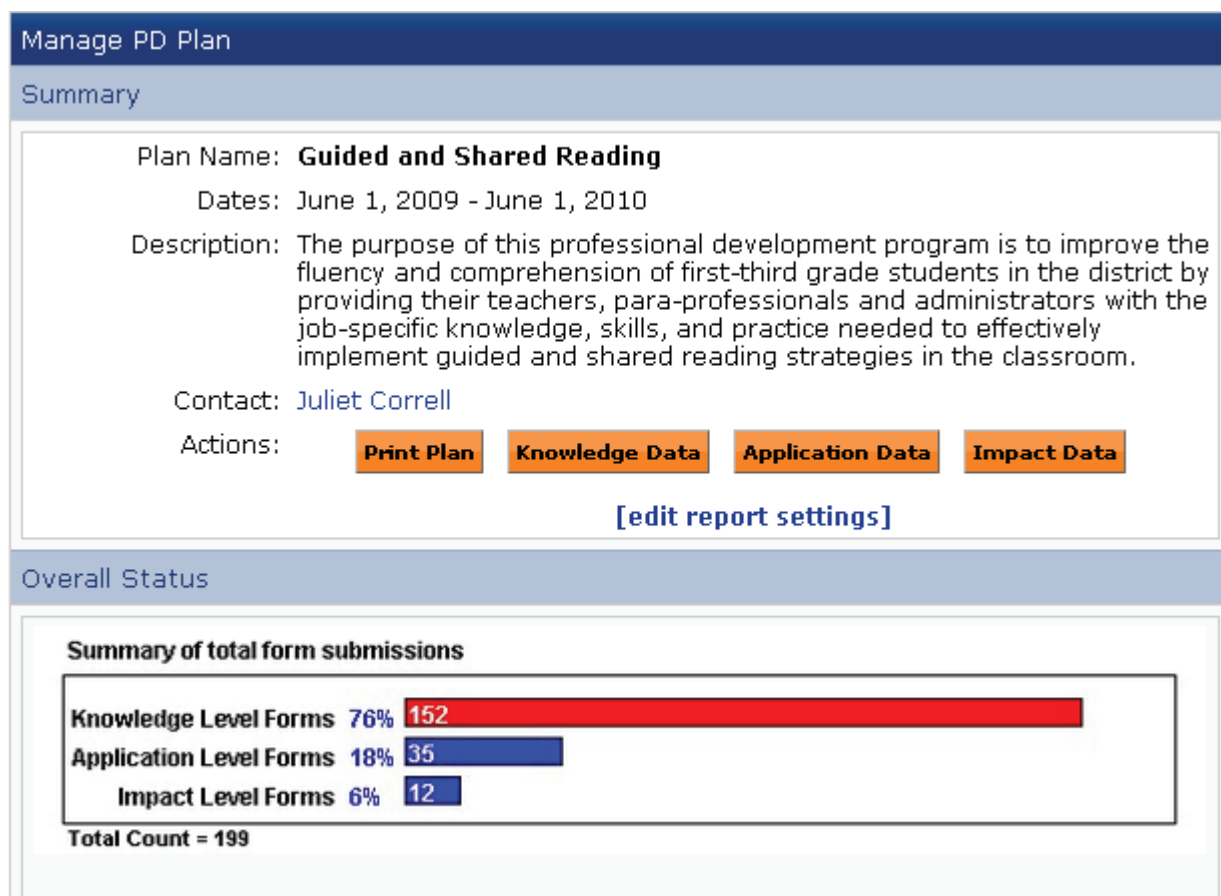 Manage PD Plan
Summary
Plan Name: Guided and Shared Reading
Dates: June 1, 2009 - June 1, 2010
Description: The purpose of this professional development program is to improve the
fluency and comprehension of first-third grade students in the district by
providing their teachers, para-professionals and administrators with the
job-specific knowledge, skills, and practice needed to effectively
implement guided and shared reading strategies in the classroom.
Contact: Juliet Correll
Actions: Print Plan Knowledge Data Application Data Impact Data
[edit report settings]
Overall Status
Summary of total form submissions
Knowledge Level Forms 76% 152
Application Level Forms 18% 35
Impact Level Forms 6% 12
Total Count = 199